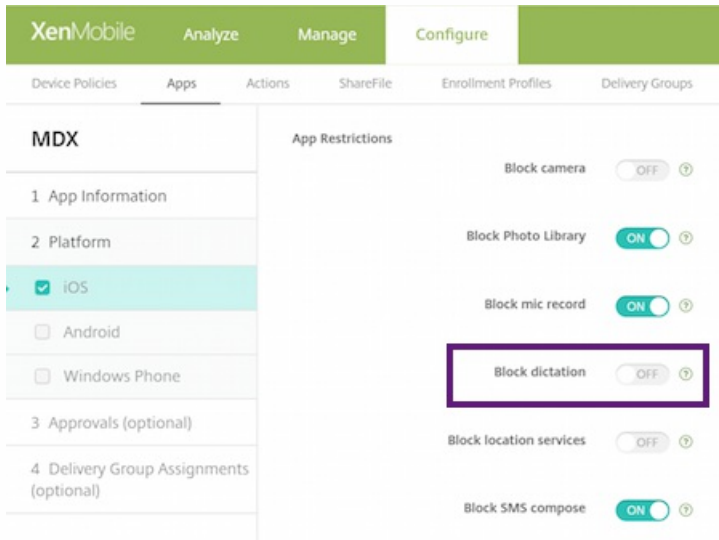 XenMobile Analyze Manage Configure
Device Policies Apps Actions ShareFile Enrollment Profiles Delivery Groups
MDX
1 App Information
2 Platform
iOS
Android
Windows Phone
3 Approvals (optional)
4 Delivery Group Assignments
(optional)
App Restrictions
Block camera OFF ?
Block Photo Library ON ?
Block mic record ON ?
Block dictation OFF ?
Block location services OFF ?
Block SMS compose ON ?